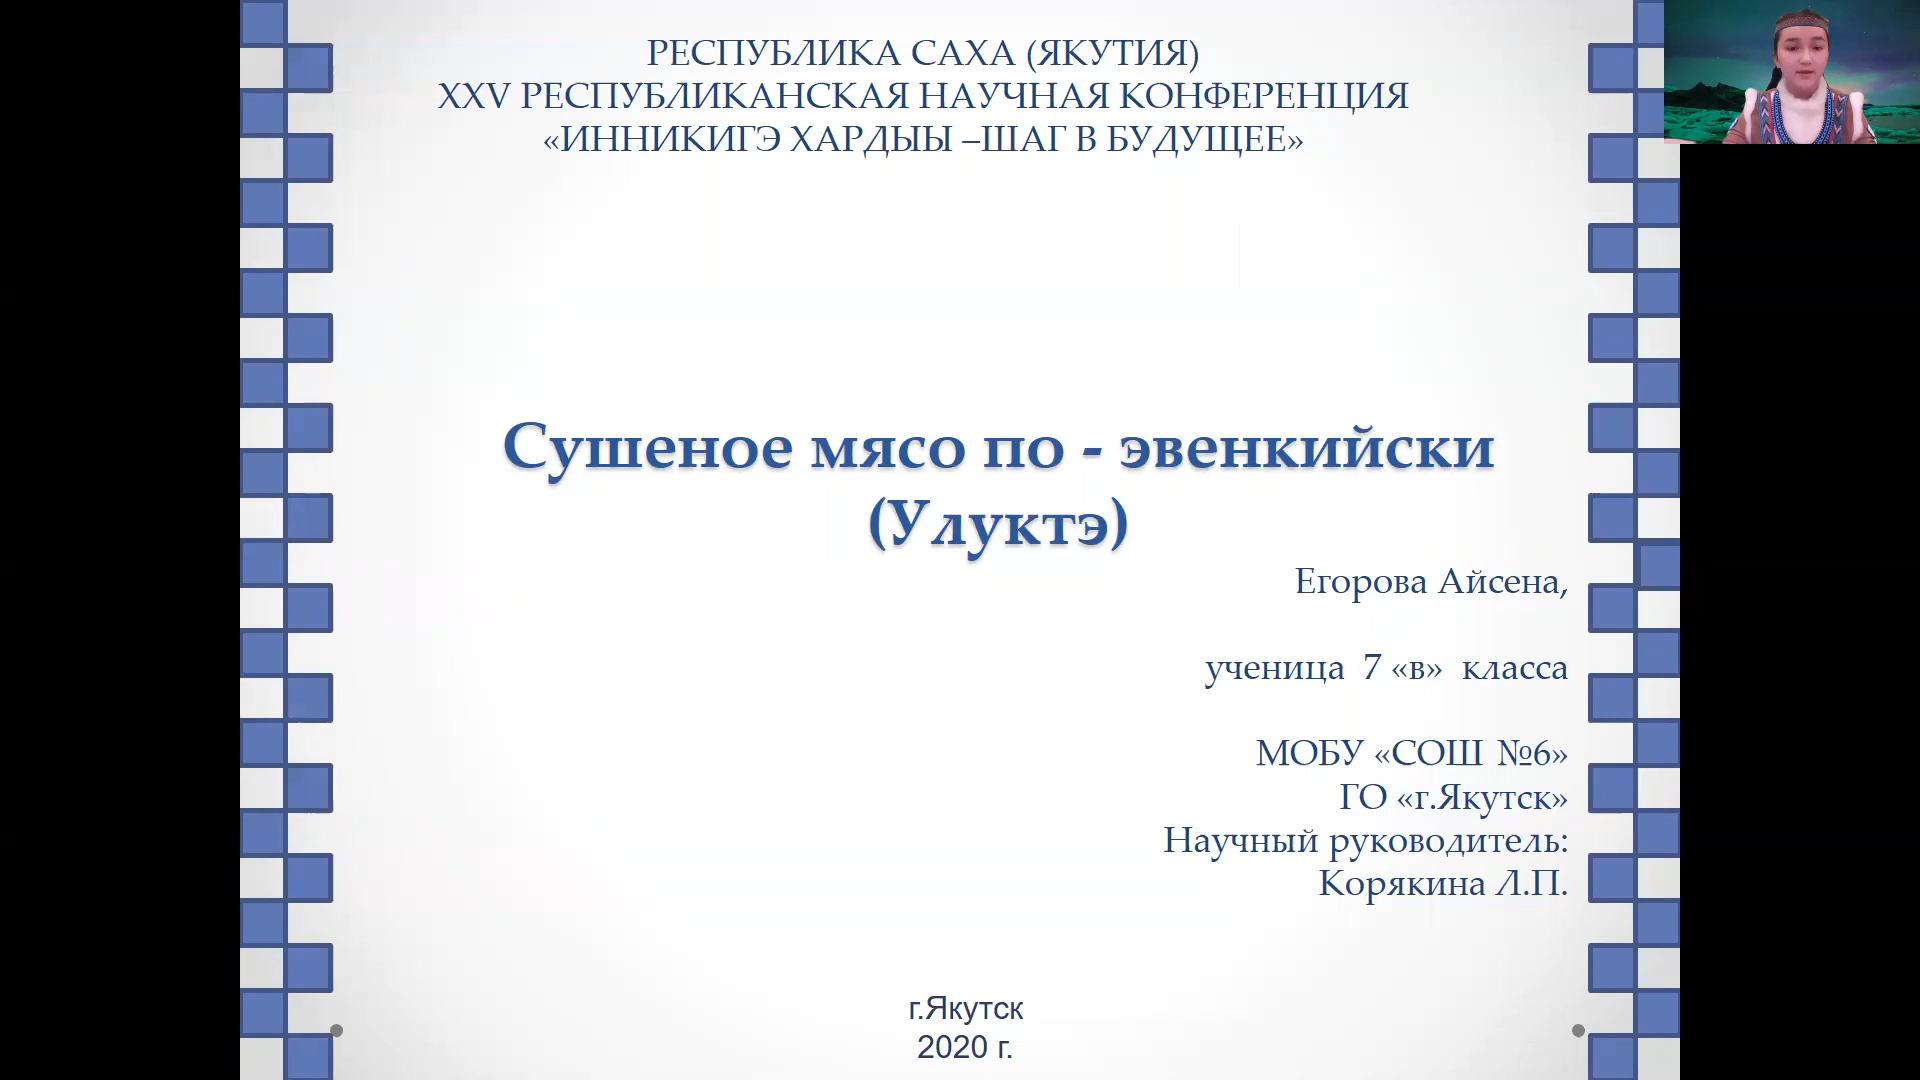 РЕСПУБЛИКА САХА (ЯКУТИЯ)
XXV РЕСПУБЛИКАНСКАЯ НАУЧНАЯ КОНФЕРЕНЦИЯ
«ИННИКИГЭ ХАРДЫЫ –ШАГ В БУДУЩЕЕ»
Сушеное мясо по - эвенкийски
(Улуктэ)
Егорова Айсена,
ученица 7 «в» класса
МОБУ «СОШ №6»
ГО «г.Якутск»
Научный руководитель:
Корякина Л.П.
г.Якутск
2020 г.